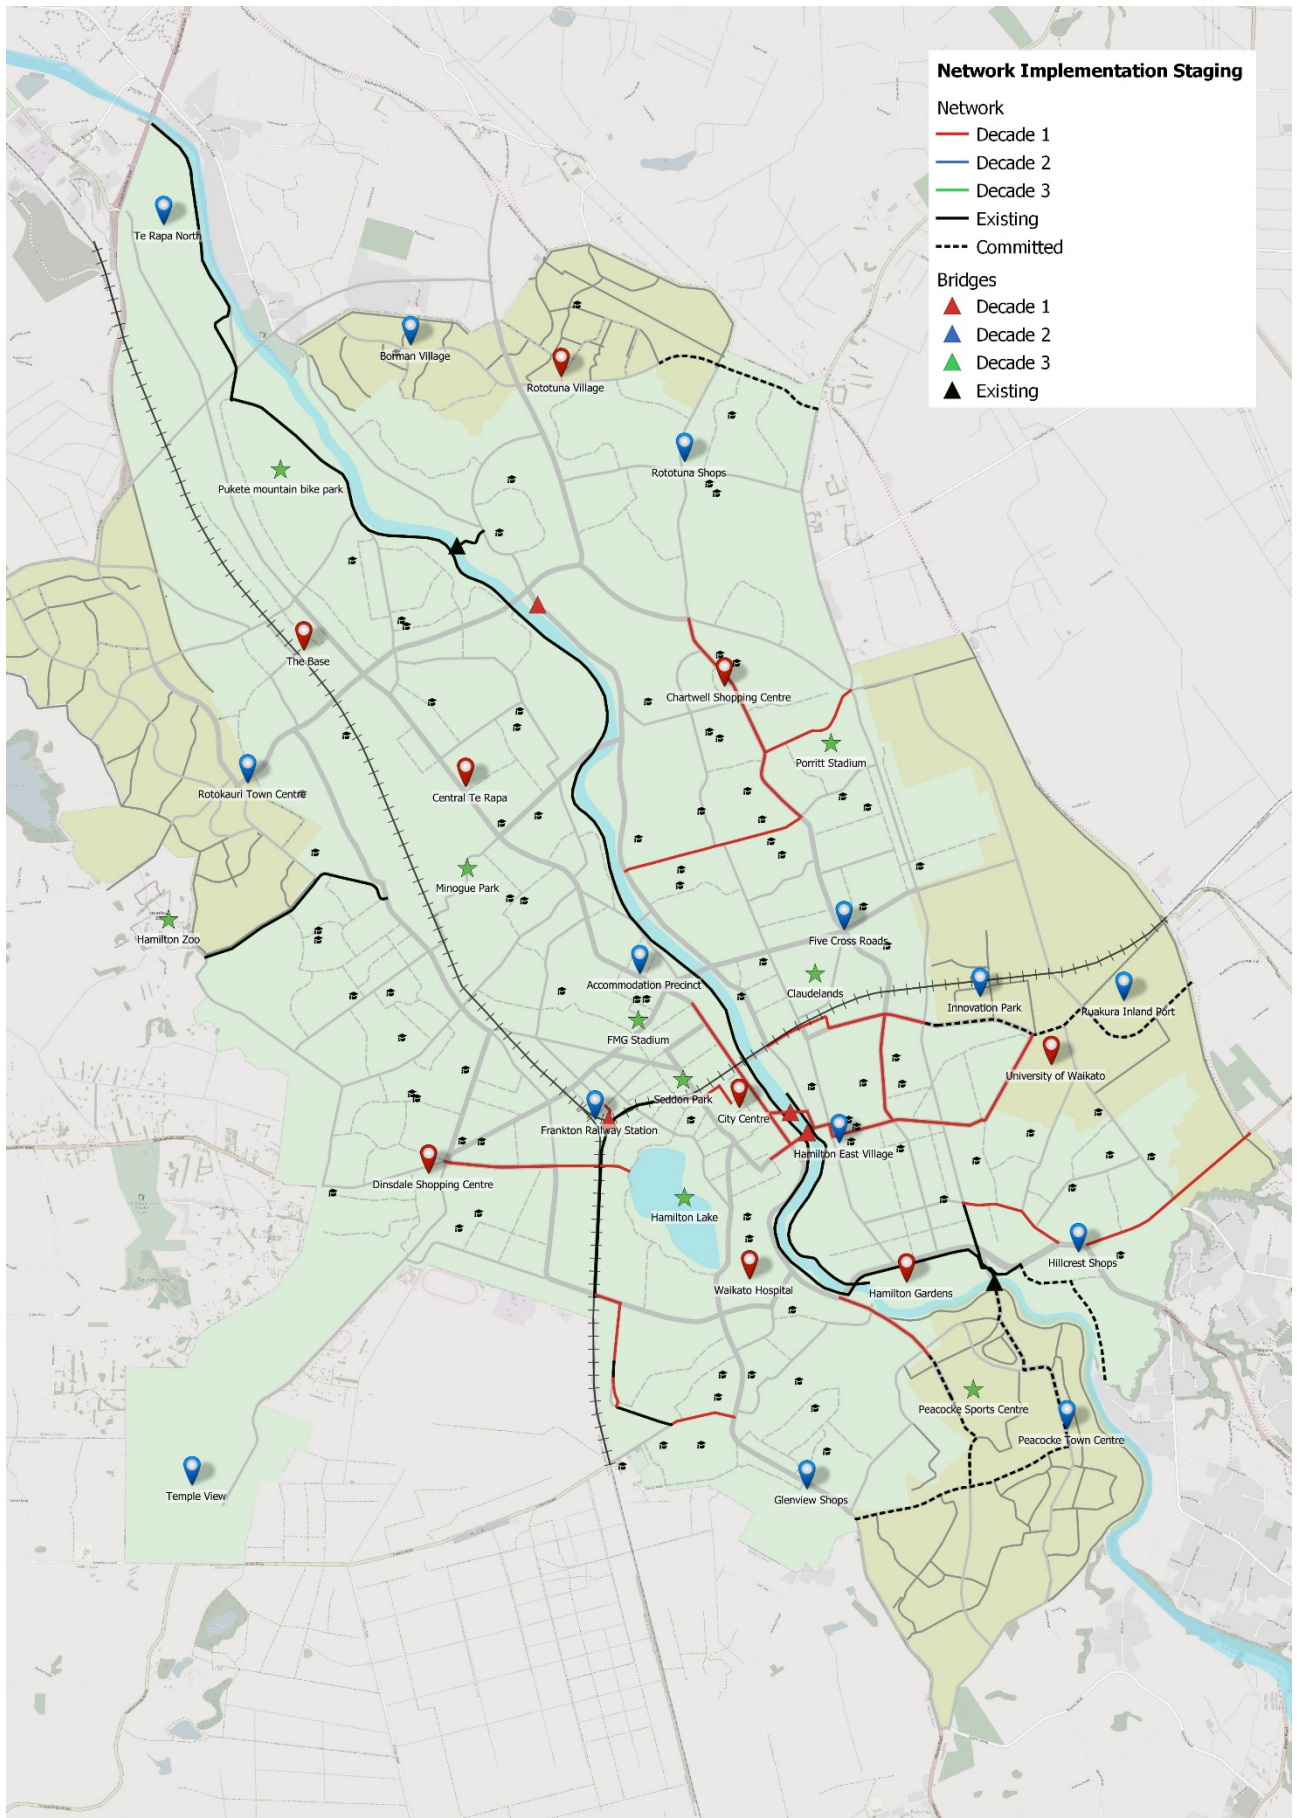 Network Implementation Staging
Network
Decade 1
Decade 2
Decade 3
Existing
Committed
Bridges
Decade 1
Decade 2
Decade 3
Existing
Te Rapa North
Borman Village
Rototuna Village
Rototuna Shops
Pukete mountain bike park
The Base
Chartwell Shopping Centre
Porritt Stadium
Rotokauri Town Centre
Central Te Rapa
Minogue Park
Hamilton Zoo
Five Cross Roads
Accommodation Precinct
Claudelands
Innovation Park
Ruakura Inland Port
FMG Stadium
University of Waikato
Seddon Park
City Centre
Frankton Railway Station
Hamilton East Village
Dinsdale Shopping Centre
Hamilton Lake
Hillcrest Shops
Waikato Hospital
Hamilton Gardens
Peacocke Sports Centre
Peacocke Town Centre
Temple View
Glenview Shops